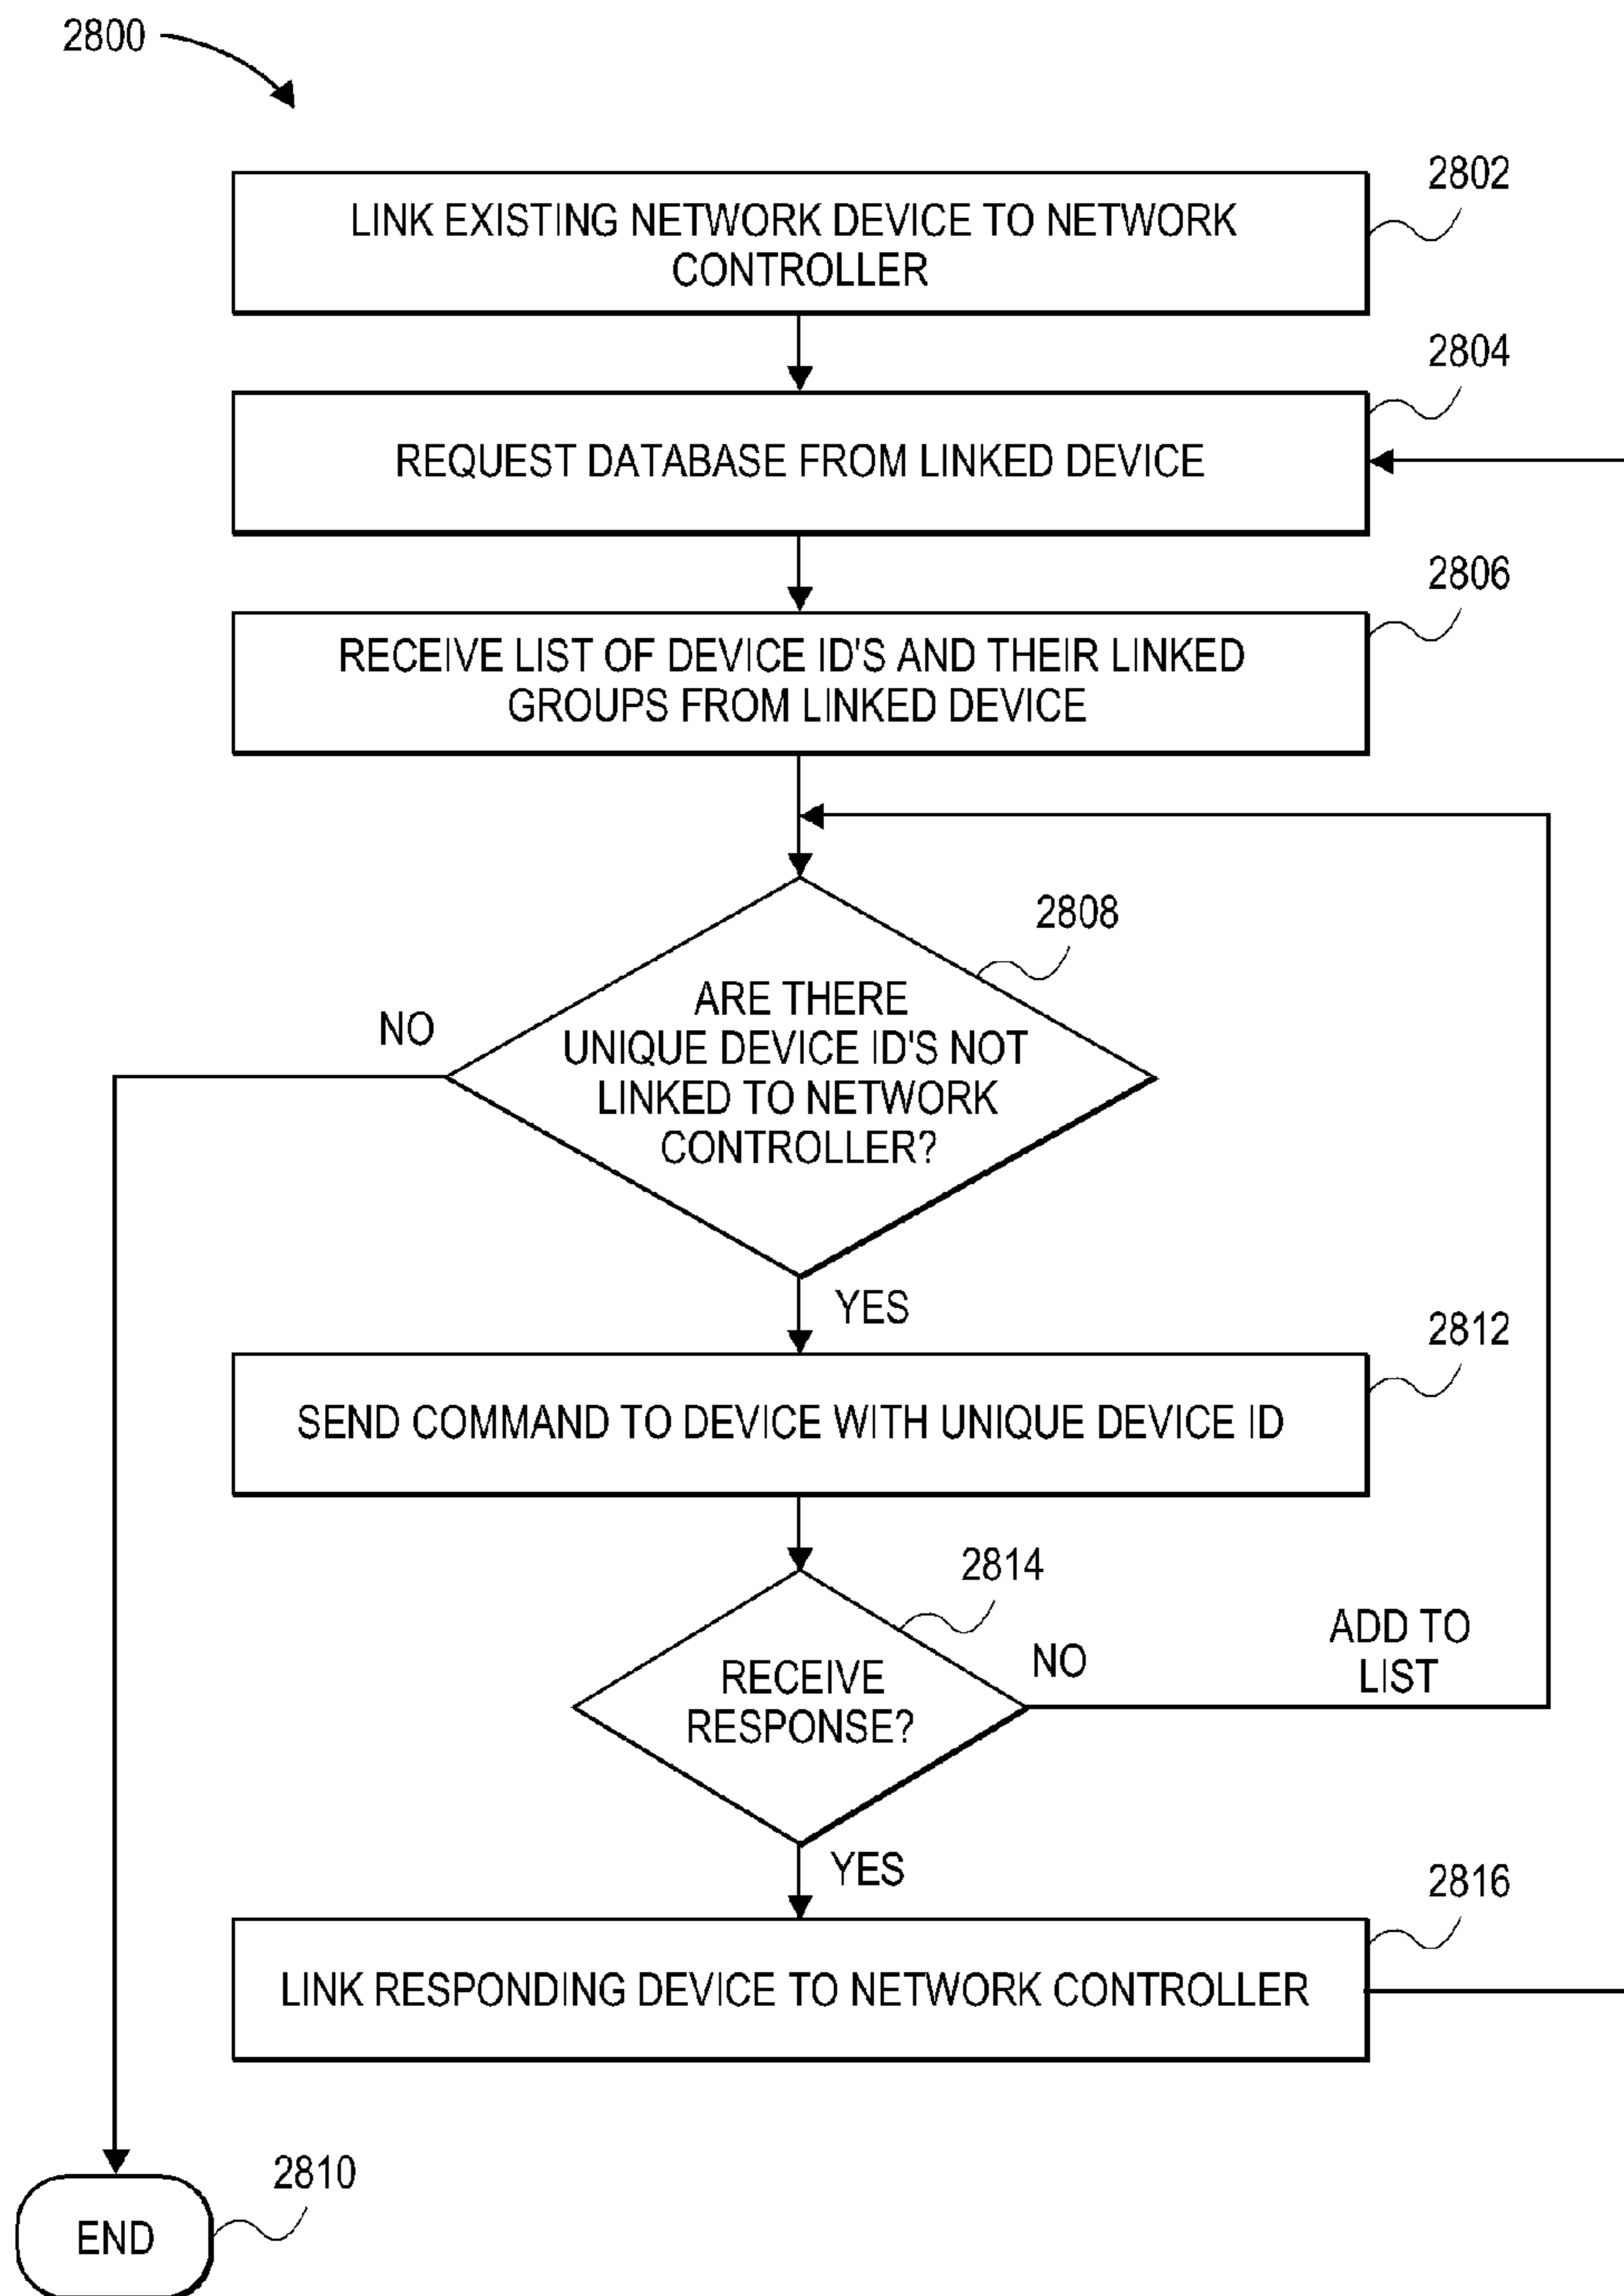 2800
2802
LINK EXISTING NETWORK DEVICE TO NETWORK
CONTROLLER
2804
REQUEST DATABASE FROM LINKED DEVICE
2806
RECEIVE LIST OF DEVICE ID'S AND THEIR LINKED
GROUPS FROM LINKED DEVICE
2808
ARE THERE
UNIQUE DEVICE ID'S NOT
LINKED TO NETWORK
CONTROLLER?
NO
YES
2812
SEND COMMAND TO DEVICE WITH UNIQUE DEVICE ID
2814
RECEIVE
RESPONSE?
NO
ADD TO
LIST
YES
2816
LINK RESPONDING DEVICE TO NETWORK CONTROLLER
2810
END